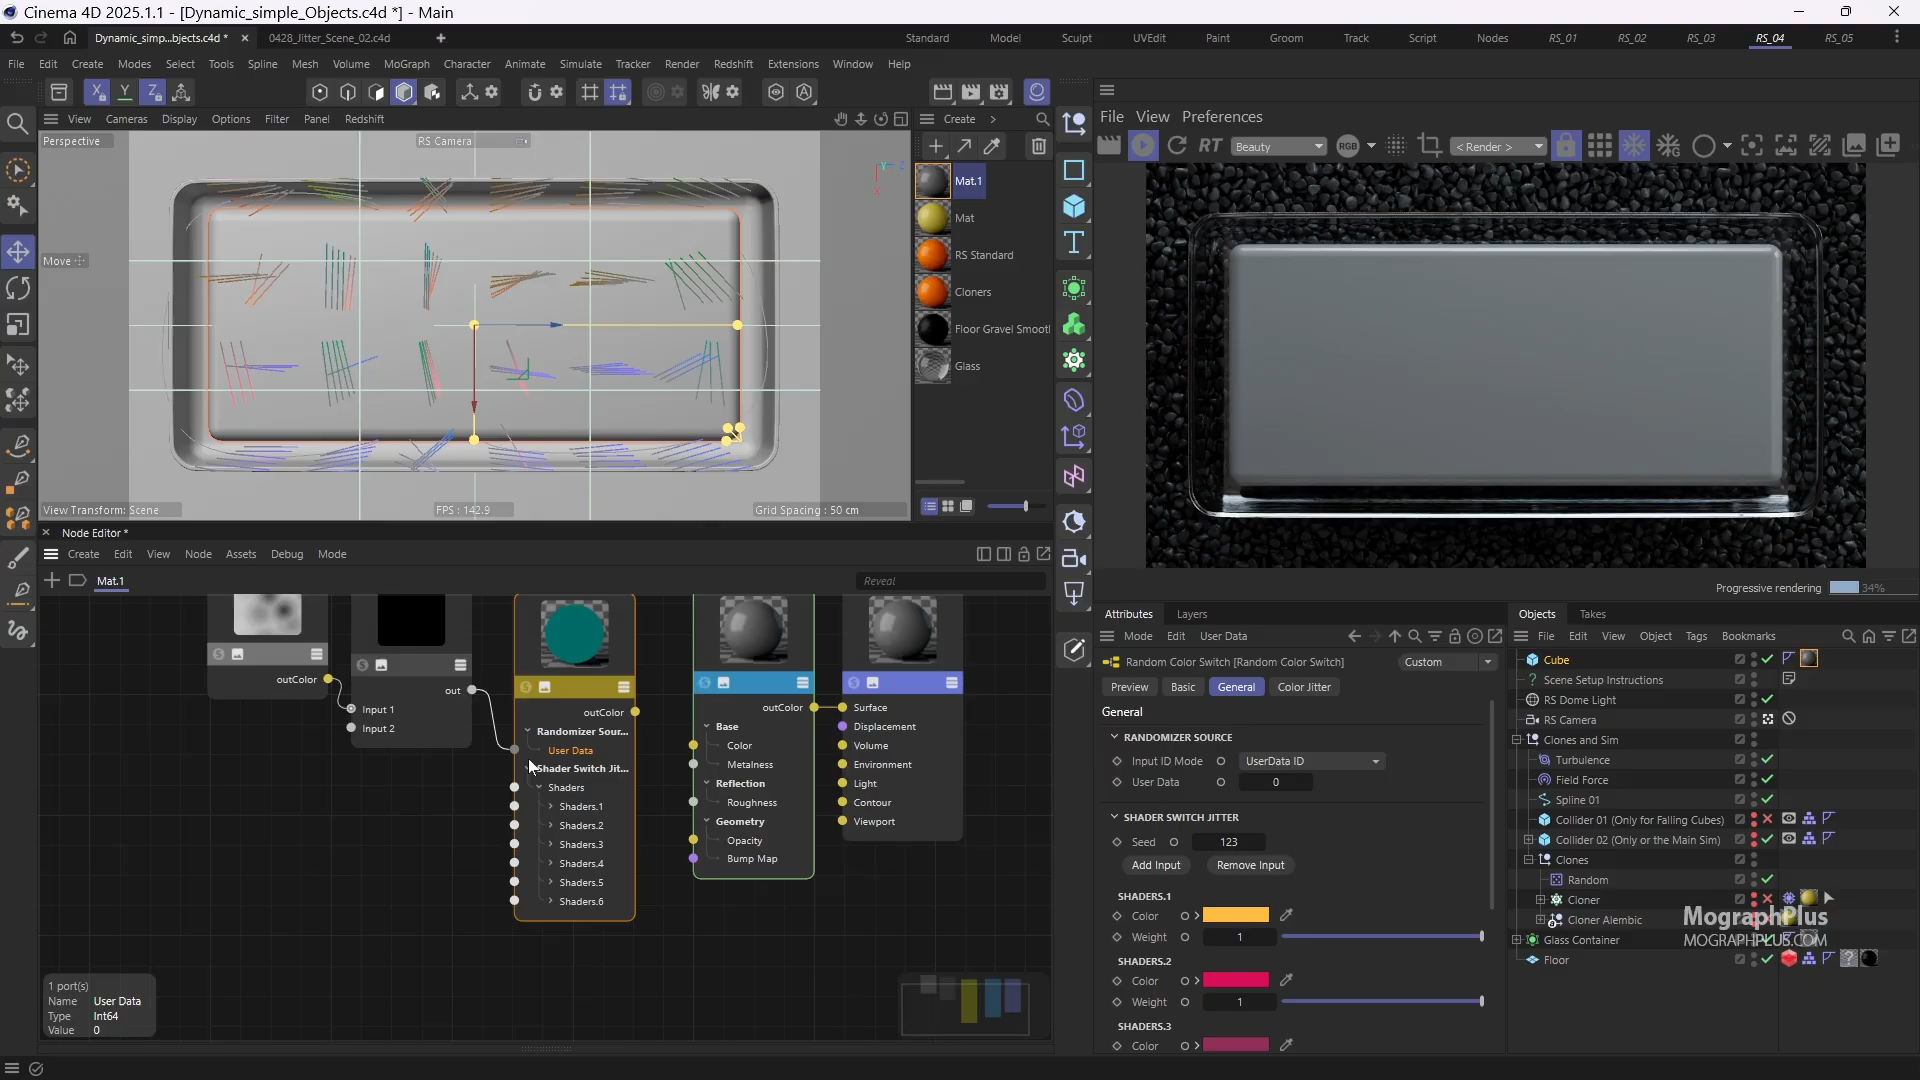 Cinema 4D 2025.1.1 - [Dynamic_simple_Objects.c4d *] - Main
Dynamic_simp...bjects.c4d *
0428_Jitter_Scene_02.c4d
Standard Model Sculpt UVEdit Paint Groom Track Script Nodes RS_01 RS_02 RS_03 RS_04 RS_05
File Edit Create Modes Select Tools Spline Mesh Volume MoGraph Character Animate Simulate Tracker Render Redshift Extensions Window Help
X Y Z
View Cameras Display Options Filter Panel Redshift
Perspective
RS Camera
Move
View Transform: Scene
FPS : 142.9
Grid Spacing : 50 cm
Create
Mat.1
Mat
RS Standard
Cloners
Floor Gravel Smootl
Glass
File View Preferences
RT
Beauty
RGB
< Render >
Progressive rendering 34%
Node Editor *
Create Edit View Node Assets Debug Mode
Mat.1
Reveal
outColor
out
Input 1
Input 2
outColor
Randomizer Sour...
User Data
Shader Switch Jit...
Shaders
Shaders.1
Shaders.2
Shaders.3
Shaders.4
Shaders.5
Shaders.6
outColor
Base
Color
Metalness
Reflection
Roughness
Geometry
Opacity
Bump Map
Surface
Displacement
Volume
Environment
Light
Contour
Viewport
1 port(s)
Name User Data
Type Int64
Value 0
Attributes Layers
Mode Edit User Data
Random Color Switch [Random Color Switch]
Custom
Preview Basic General Color Jitter
General
RANDOMIZER SOURCE
Input ID Mode UserData ID
User Data 0
SHADER SWITCH JITTER
Seed 123
Add Input Remove Input
SHADERS.1
Color
Weight 1
SHADERS.2
Color
Weight 1
SHADERS.3
Color
Objects Takes
File Edit View Object Tags Bookmarks
Cube
Scene Setup Instructions
RS Dome Light
RS Camera
Clones and Sim
Turbulence
Field Force
Spline 01
Collider 01 (Only for Falling Cubes)
Collider 02 (Only or the Main Sim)
Clones
Random
Cloner
Cloner Alembic
Glass Container
Floor
MographPlus
MOGRAPHPLUS.COM